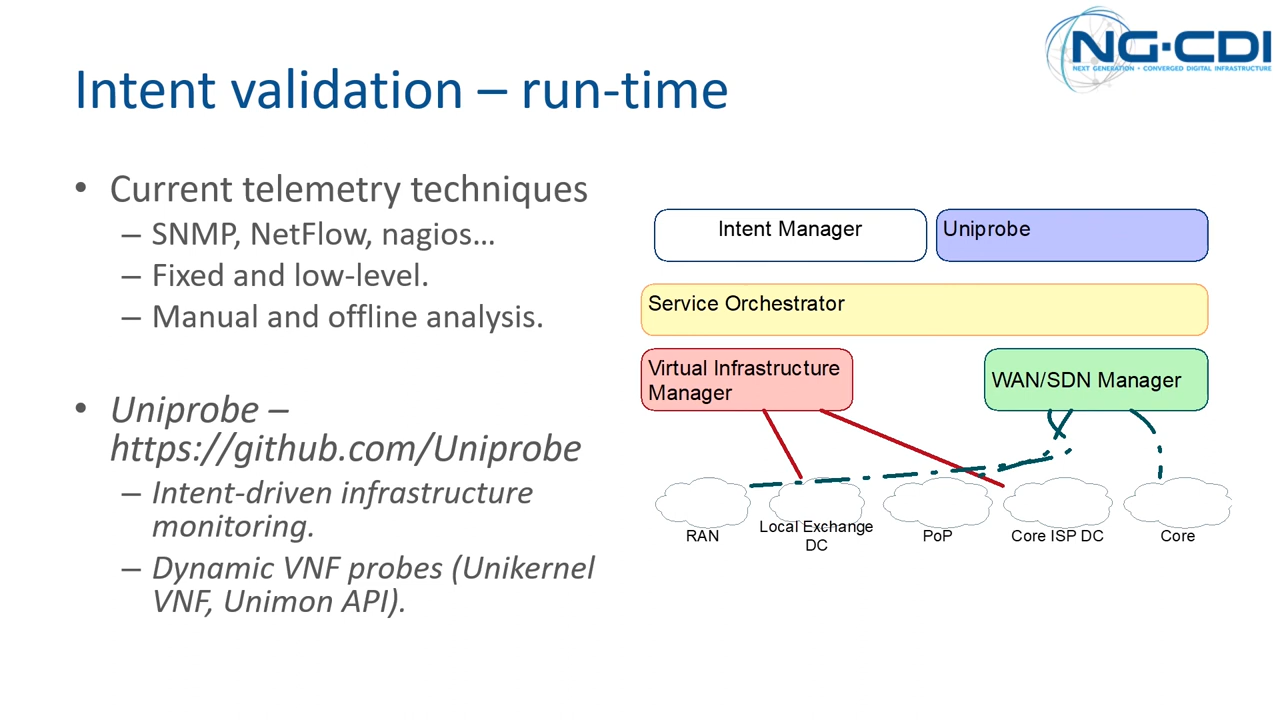 NG·CDI
NEXT GENERATION • CONVERGED DIGITAL INFRASTRUCTURE
Intent validation – run-time
• Current telemetry techniques
– SNMP, NetFlow, nagios…
– Fixed and low-level.
– Manual and offline analysis.
• Uniprobe –
https://github.com/Uniprobe
– Intent-driven infrastructure
monitoring.
– Dynamic VNF probes (Unikernel
VNF, Unimon API).
Intent Manager
Uniprobe
Service Orchestrator
Virtual Infrastructure
Manager
WAN/SDN Manager
RAN
Local Exchange
DC
PoP
Core ISP DC
Core